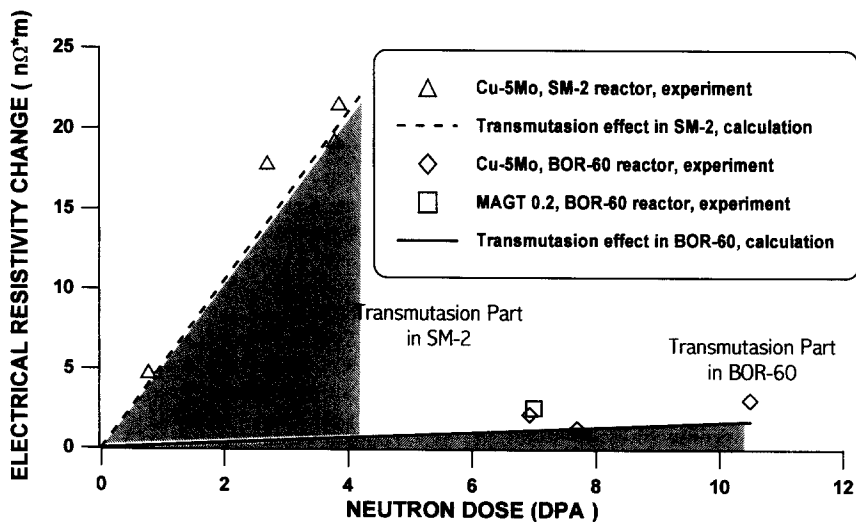 ELECTRICAL RESISTIVITY CHANGE ( nΩ*m)
25
20
15
10
5
0
Cu-5Mo, SM-2 reactor, experiment
Transmutasion effect in SM-2, calculation
Cu-5Mo, BOR-60 reactor, experiment
MAGT 0.2, BOR-60 reactor, experiment
Transmutasion effect in BOR-60, calculation
Transmutasion Part
in SM-2
Transmutasion Part
in BOR-60
0 2 4 6 8 10 12
NEUTRON DOSE (DPA )